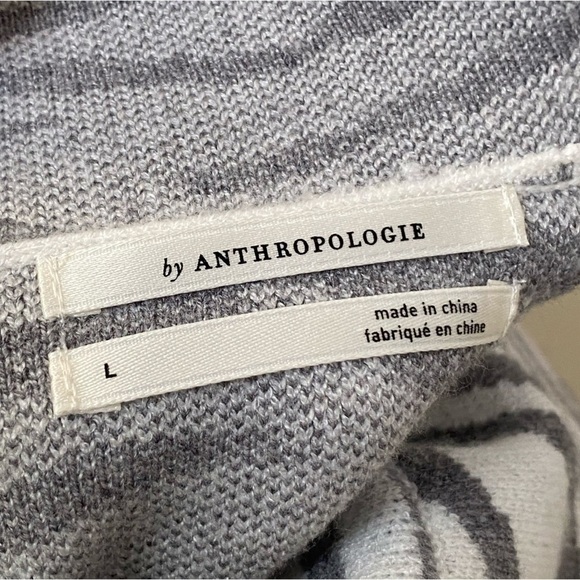 by ANTHROPOLOGIE
L
made in china
fabriqué en chine